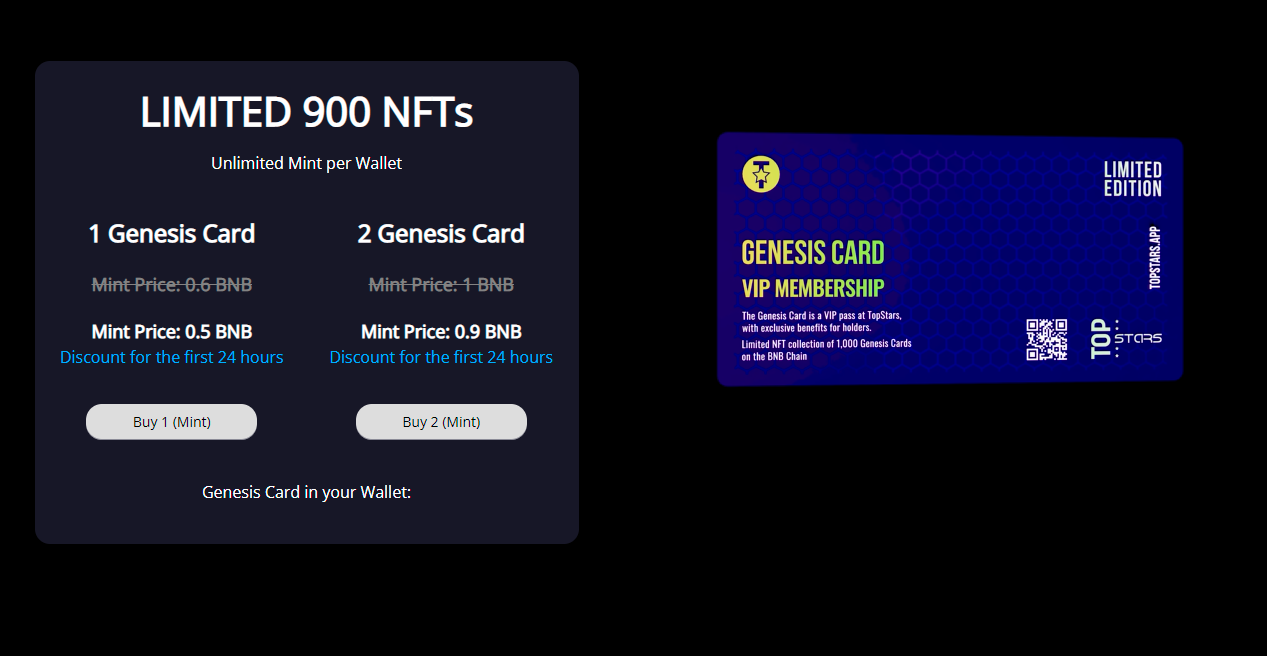 LIMITED 900 NFTs
Unlimited Mint per Wallet
1 Genesis Card
Mint Price: 0.6 BNB
Mint Price: 0.5 BNB
Discount for the first 24 hours
Buy 1 (Mint)
2 Genesis Card
Mint Price: 1 BNB
Mint Price: 0.9 BNB
Discount for the first 24 hours
Buy 2 (Mint)
Genesis Card in your Wallet:
LIMITED
EDITION
GENESIS CARD
VIP MEMBERSHIP
The Genesis Card is a VIP pass at TopStars,
with exclusive benefits for holders.
Limited NFT collection of 1,000 Genesis Cards
on the BNB Chain
TOPSTARS.APP
TOP
STARS